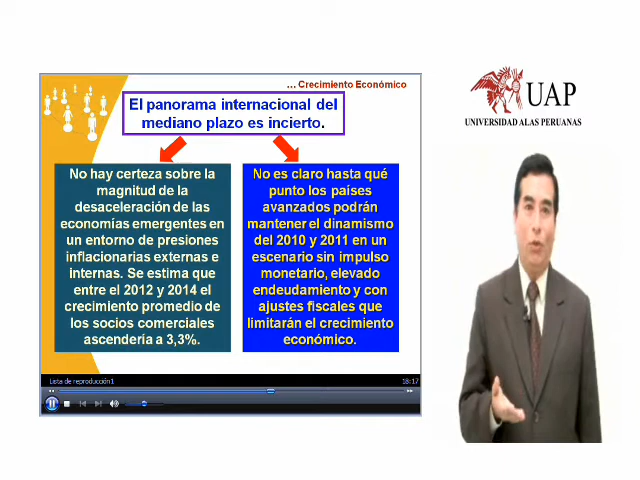 ... Crecimiento Económico
El panorama internacional del
mediano plazo es incierto.
No hay certeza sobre la
magnitud de la
desaceleración de las
economías emergentes en
un entorno de presiones
inflacionarias externas e
internas. Se estima que
entre el 2012 y 2014 el
crecimiento promedio de
los socios comerciales
ascendería a 3,3%.
No es claro hasta qué
punto los países
avanzados podrán
mantener el dinamismo
del 2010 y 2011 en un
escenario sin impulso
monetario, elevado
endeudamiento y con
ajustes fiscales que
limitarán el crecimiento
económico.
Lista de reproducción1
18:17
UAP
UNIVERSIDAD ALAS PERUANAS